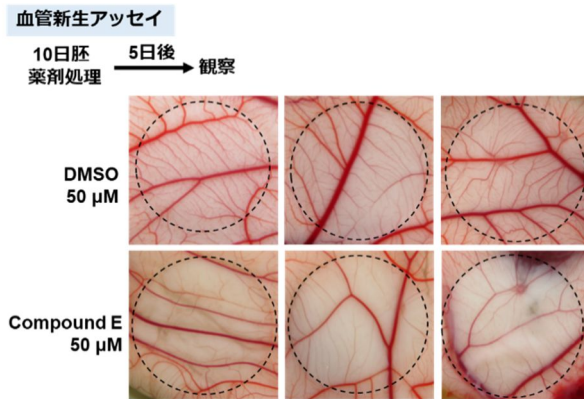 血管新生アッセイ
10日胚
薬剤処理
5日後
観察
DMSO
50 μM
Compound E
50 μM